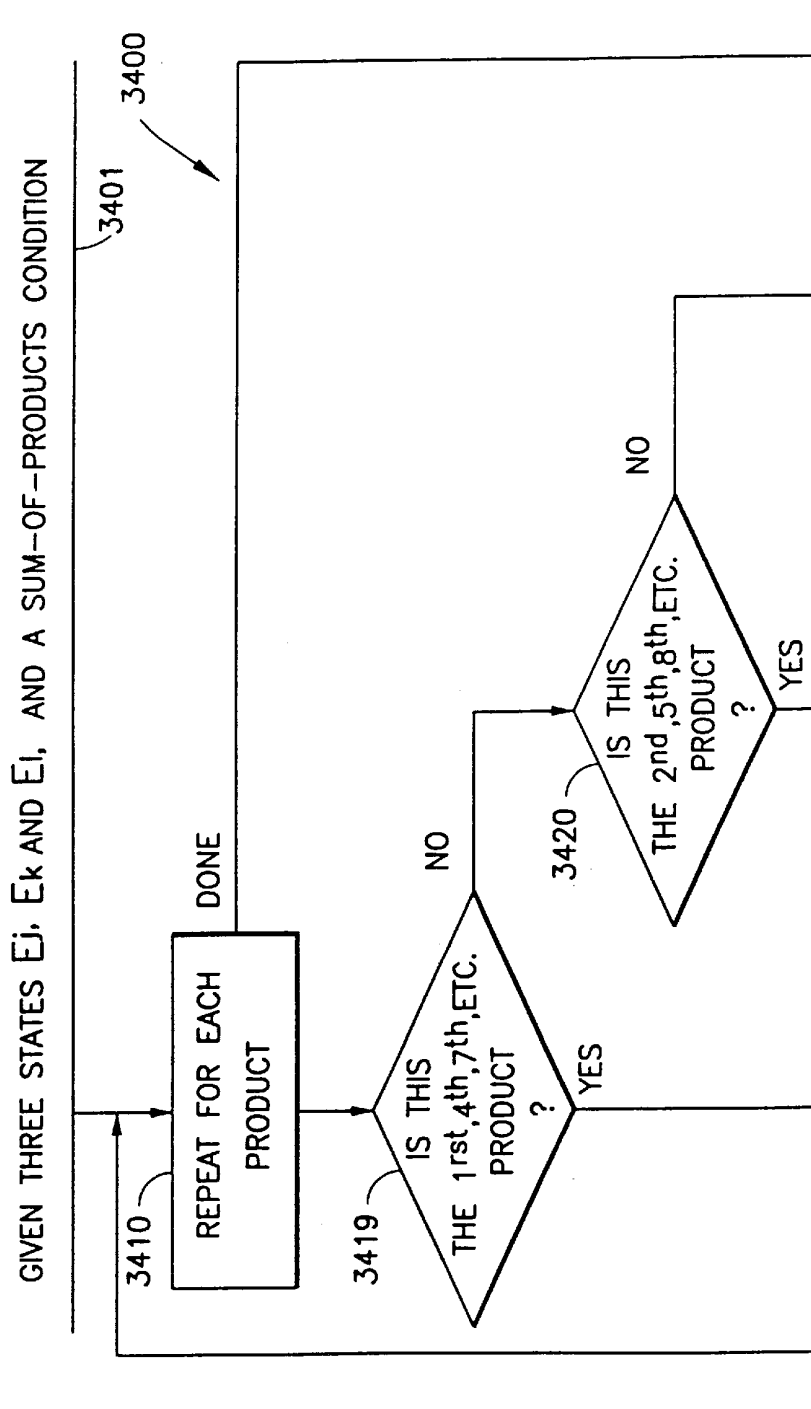 GIVEN THREE STATES Ej, Ek AND El, AND A SUM-OF-PRODUCTS CONDITION
3401
3400
3410
REPEAT FOR EACH
PRODUCT
DONE
3419
IS THIS
THE 1rst,4th,7th,ETC.
PRODUCT
?
NO
YES
3420
IS THIS
THE 2nd,5th,8th,ETC.
PRODUCT
?
NO
YES